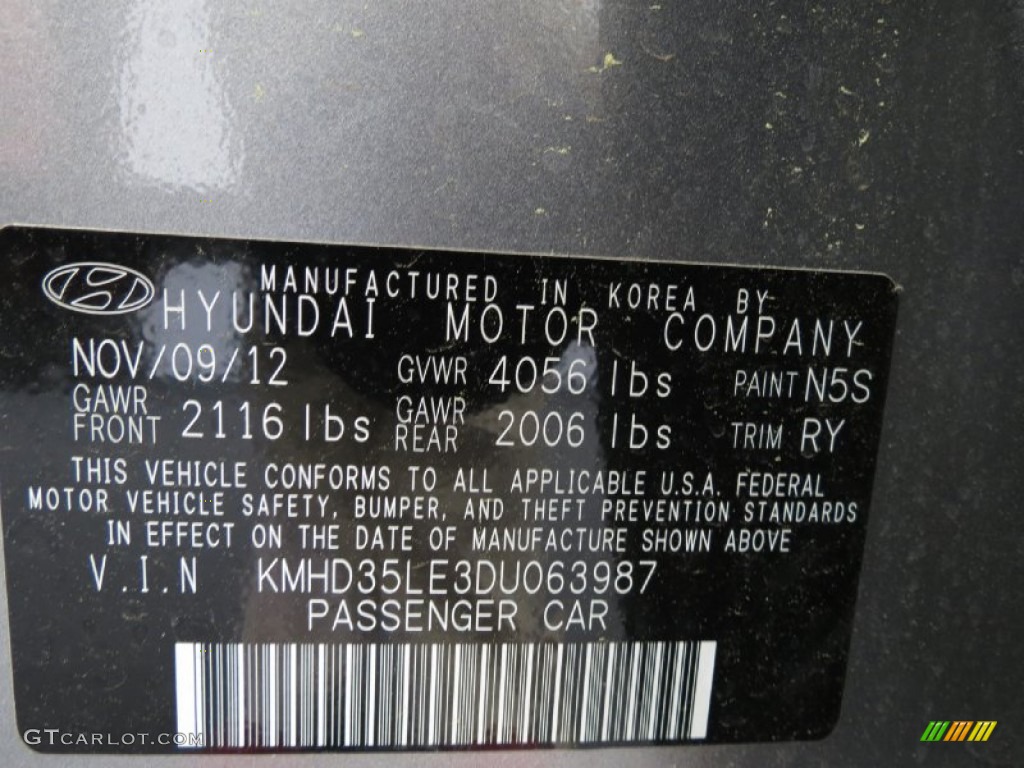 MANUFACTURED IN KOREA BY
HYUNDAI MOTOR COMPANY
NOV/09/12 GVWR 4056 lbs PAINT N5S
GAWR FRONT 2116 lbs GAWR REAR 2006 lbs TRIM RY
THIS VEHICLE CONFORMS TO ALL APPLICABLE U.S.A. FEDERAL
MOTOR VEHICLE SAFETY, BUMPER, AND THEFT PREVENTION STANDARDS
IN EFFECT ON THE DATE OF MANUFACTURE SHOWN ABOVE
V.I.N KMHD35LE3DU063987
PASSENGER CAR
GTCARLOT.COM